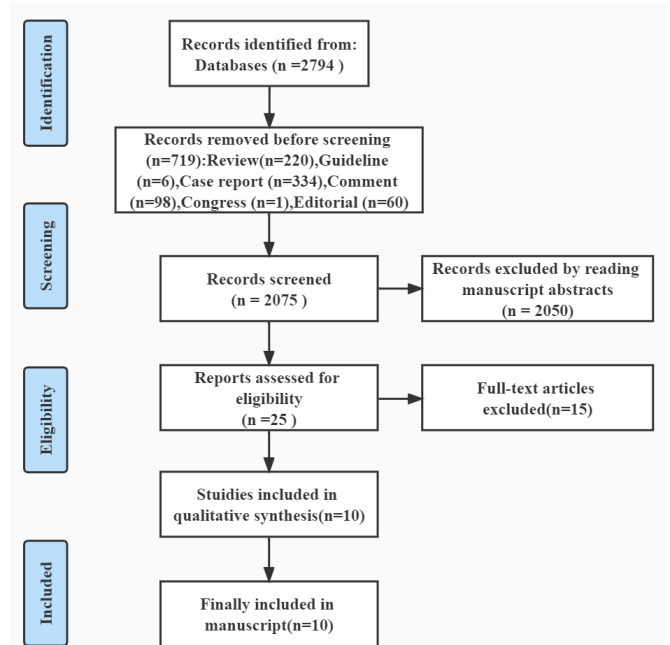 Identification
Records identified from:
Databases (n =2794 )
Records removed before screening
(n=719):Review(n=220),Guideline
(n=6),Case report (n=334),Comment
(n=98),Congress (n=1),Editorial (n=60)
Screening
Records screened
(n = 2075 )
Records excluded by reading
manuscript abstracts
(n = 2050)
Eligibility
Reports assessed for
eligibility
(n =25 )
Full-text articles
excluded(n=15)
Stuidies included in
qualitative synthesis(n=10)
Included
Finally included in
manuscript(n=10)